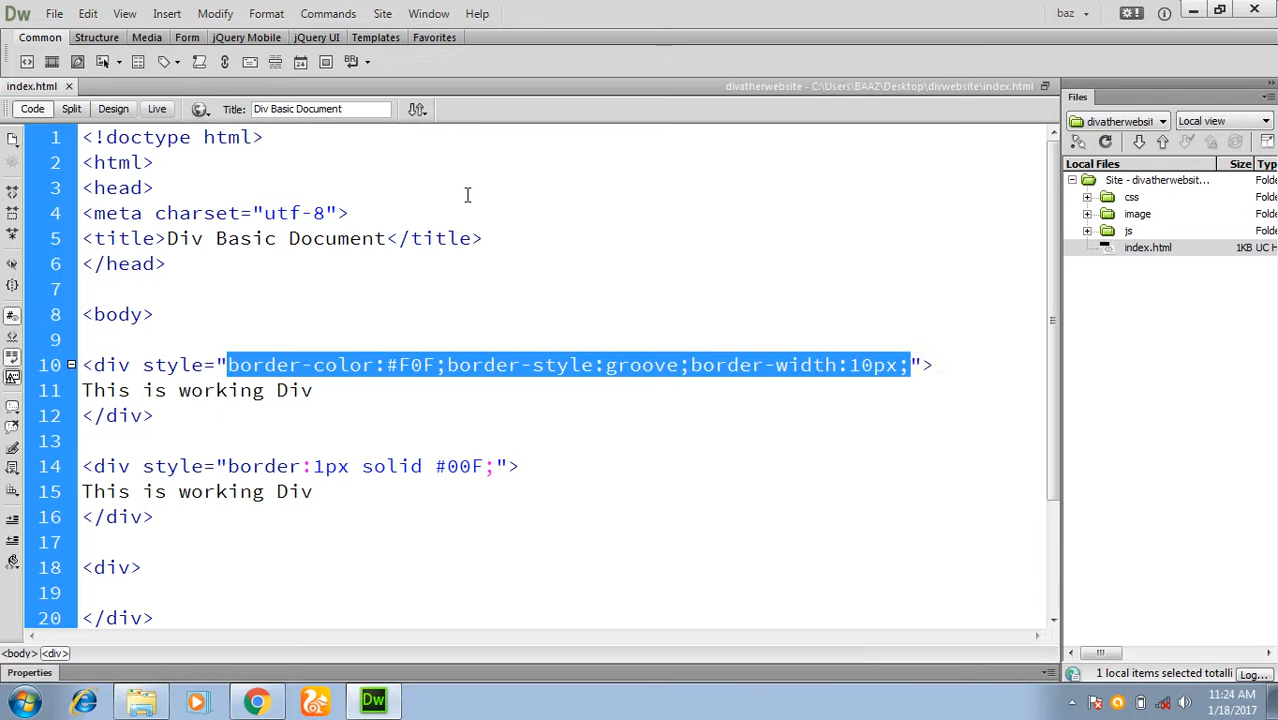 Dw File Edit View Insert Modify Format Commands Site Window Help baz
Common Structure Media Form jQuery Mobile jQuery UI Templates Favorites
index.html × divatherwebsite - C:\Users\BAAZ\Desktop\divwebsite\index.html
Code Split Design Live Title: Div Basic Document
1 <!doctype html>
2 <html>
3 <head>
4 <meta charset="utf-8">
5 <title>Div Basic Document</title>
6 </head>
7
8 <body>
9
10 <div style="border-color:#F0F;border-style:groove;border-width:10px;">
11 This is working Div
12 </div>
13
14 <div style="border:1px solid #00F;">
15 This is working Div
16 </div>
17
18 <div>
19
20 </div>
<body> <div>
Properties
Files
divatherwebsit Local view
Local Files Size Typ
Site - divatherwebsit... Folde
css Folde
image Folde
js Folde
index.html 1KB UC H
1 local items selected totalli Log...
11:24 AM
1/18/2017